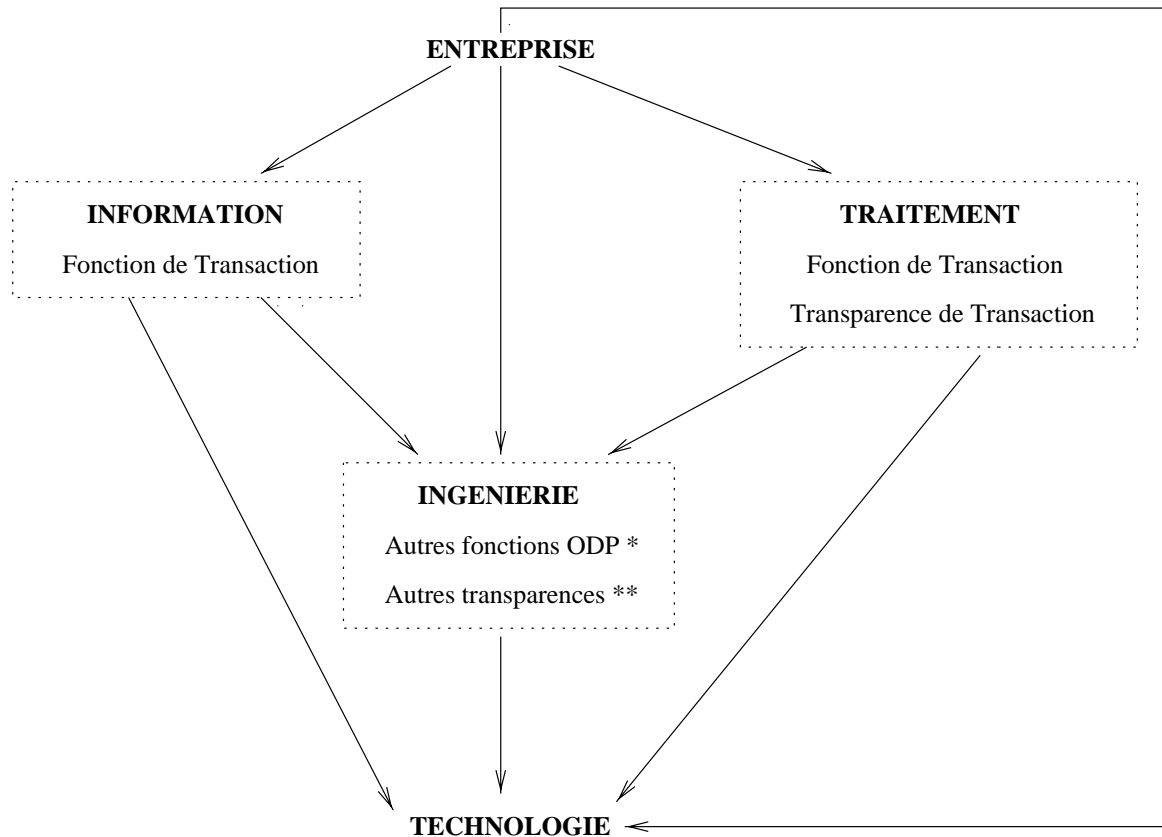 ENTREPRISE
INFORMATION
Fonction de Transaction
TRAITEMENT
Fonction de Transaction
Transparence de Transaction
INGENIERIE
Autres fonctions ODP *
Autres transparences **
TECHNOLOGIE